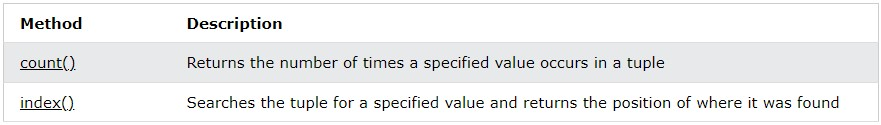 Method Description
count() Returns the number of times a specified value occurs in a tuple
index() Searches the tuple for a specified value and returns the position of where it was found